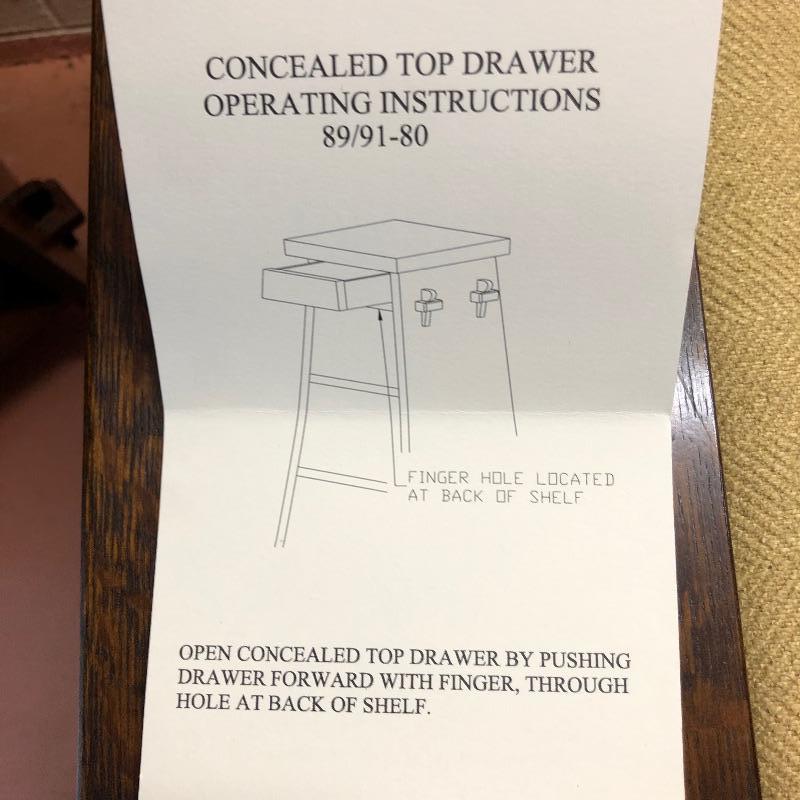 CONCEALED TOP DRAWER
OPERATING INSTRUCTIONS
89/91-80
FINGER HOLE LOCATED
AT BACK OF SHELF
OPEN CONCEALED TOP DRAWER BY PUSHING
DRAWER FORWARD WITH FINGER, THROUGH
HOLE AT BACK OF SHELF.